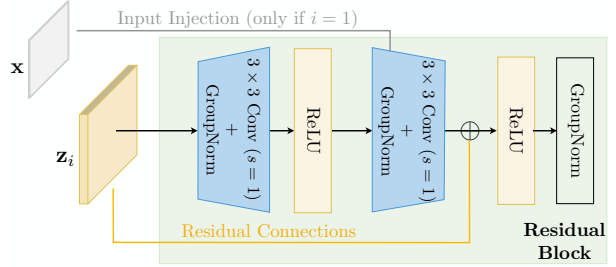 Input Injection (only if i = 1)
x
z_i
3 × 3 Conv (s = 1)
+
GroupNorm
ReLU
3 × 3 Conv (s = 1)
+
GroupNorm
ReLU
GroupNorm
Residual Connections
Residual
Block